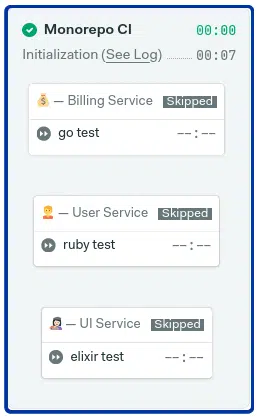 Monorepo CI 00:00
Initialization (See Log) 00:07
— Billing Service Skipped
go test --:--
— User Service Skipped
ruby test --:--
— UI Service Skipped
elixir test --:--